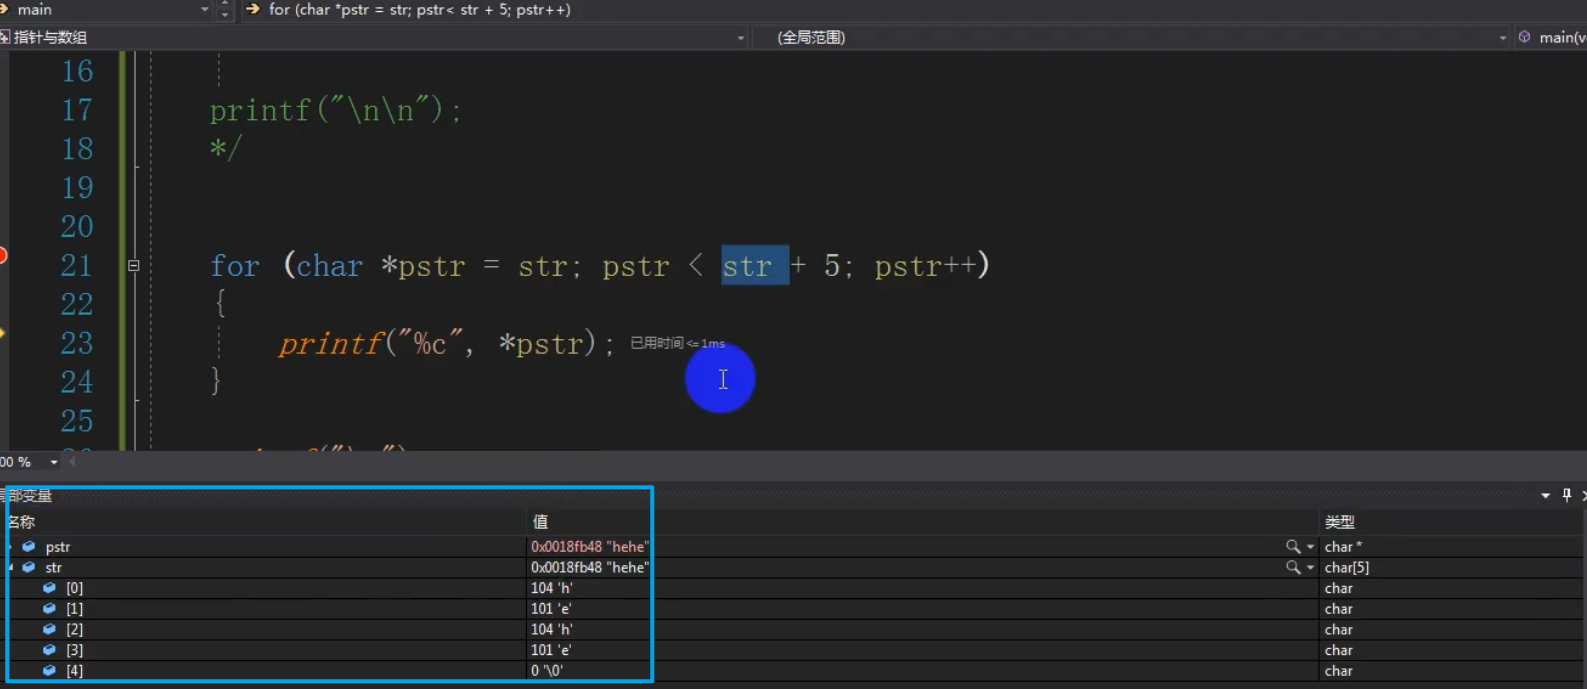 main for (char *pstr = str; pstr< str + 5; pstr++)
指针与数组 (全局范围) main(v
16
17 printf("\n\n");
18 */
19
20
21 for (char *pstr = str; pstr < str + 5; pstr++)
22 {
23 printf("%c", *pstr); 已用时间<=1ms
24 }
25
00 %
部变量
名称 值 类型
pstr 0x0018fb48 "hehe" char *
str 0x0018fb48 "hehe" char[5]
[0] 104 'h' char
[1] 101 'e' char
[2] 104 'h' char
[3] 101 'e' char
[4] 0 '\0' char